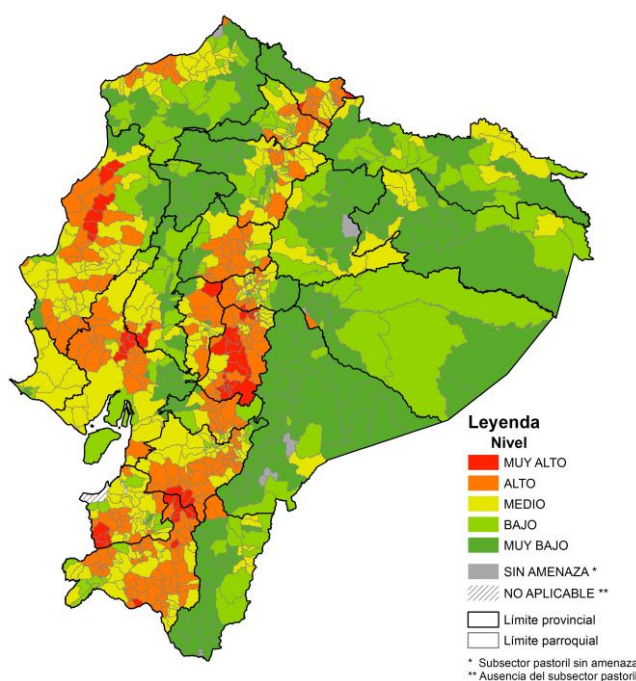 Leyenda
Nivel
MUY ALTO
ALTO
MEDIO
BAJO
MUY BAJO
SIN AMENAZA *
NO APLICABLE **
Límite provincial
Límite parroquial
* Subsector pastoril sin amenaza
** Ausencia del subsector pastoril